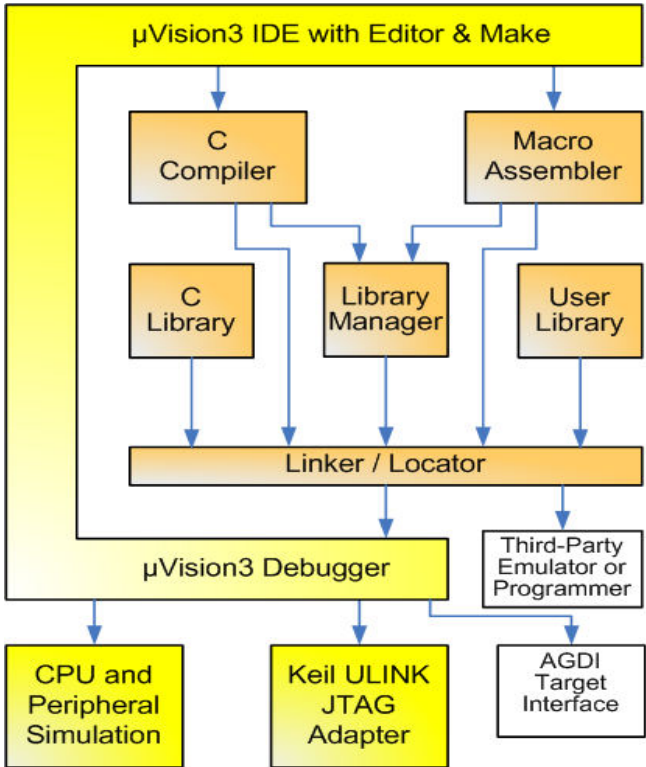 µVision3 IDE with Editor & Make
C
Compiler
Macro
Assembler
C
Library
Library
Manager
User
Library
Linker / Locator
Third-Party
Emulator or
Programmer
µVision3 Debugger
CPU and
Peripheral
Simulation
Keil ULINK
JTAG
Adapter
AGDI
Target
Interface